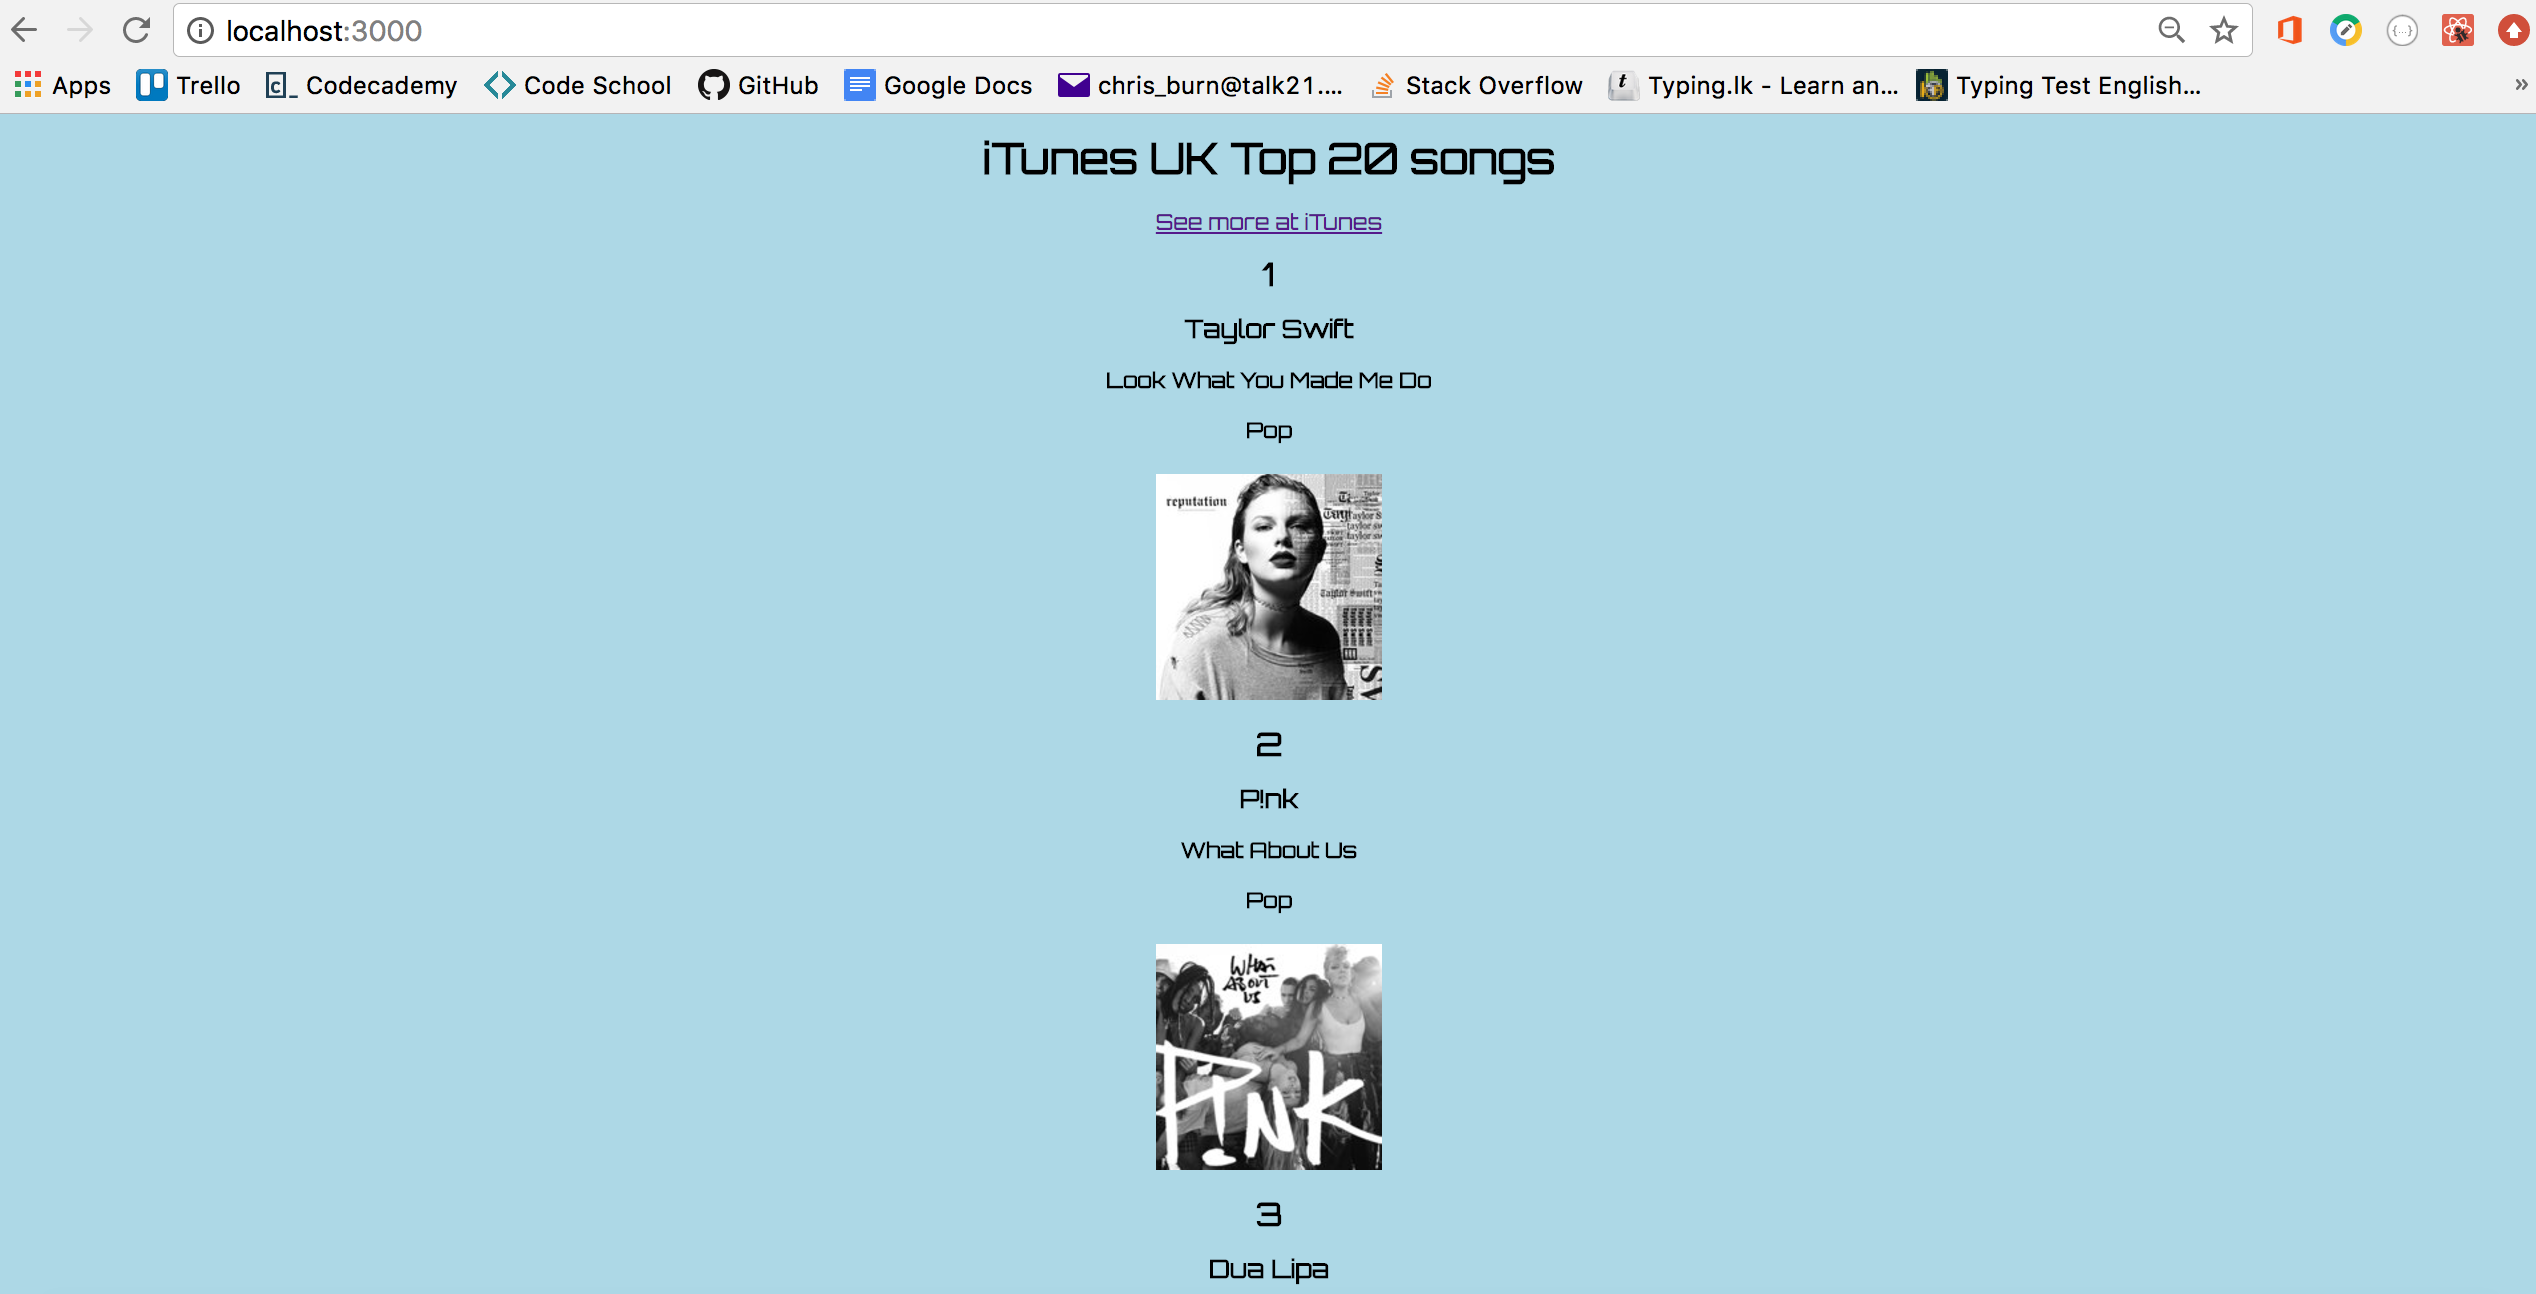 localhost:3000
Apps Trello Codecademy Code School GitHub Google Docs chris_burn@talk21.... Stack Overflow Typing.lk - Learn an... Typing Test English... »
iTunes UK Top 20 songs
See more at iTunes
1
Taylor Swift
Look What You Made Me Do
Pop
reputation
2
P!nk
What About Us
Pop
WHAT
ABOUT
US
P!NK
3
Dua Lipa